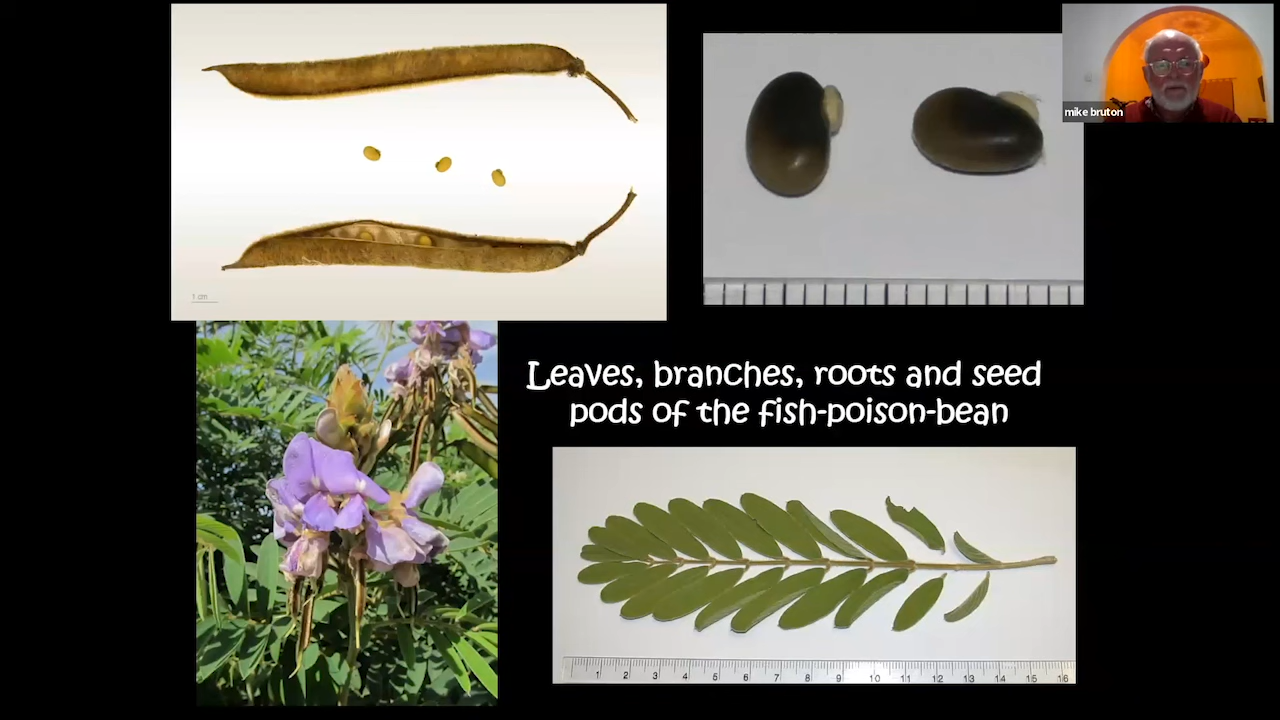 mike bruton
1 cm
Leaves, branches, roots and seed
pods of the fish-poison-bean
1 2 3 4 5 6 7 8 9 10 11 12 13 14 15 16